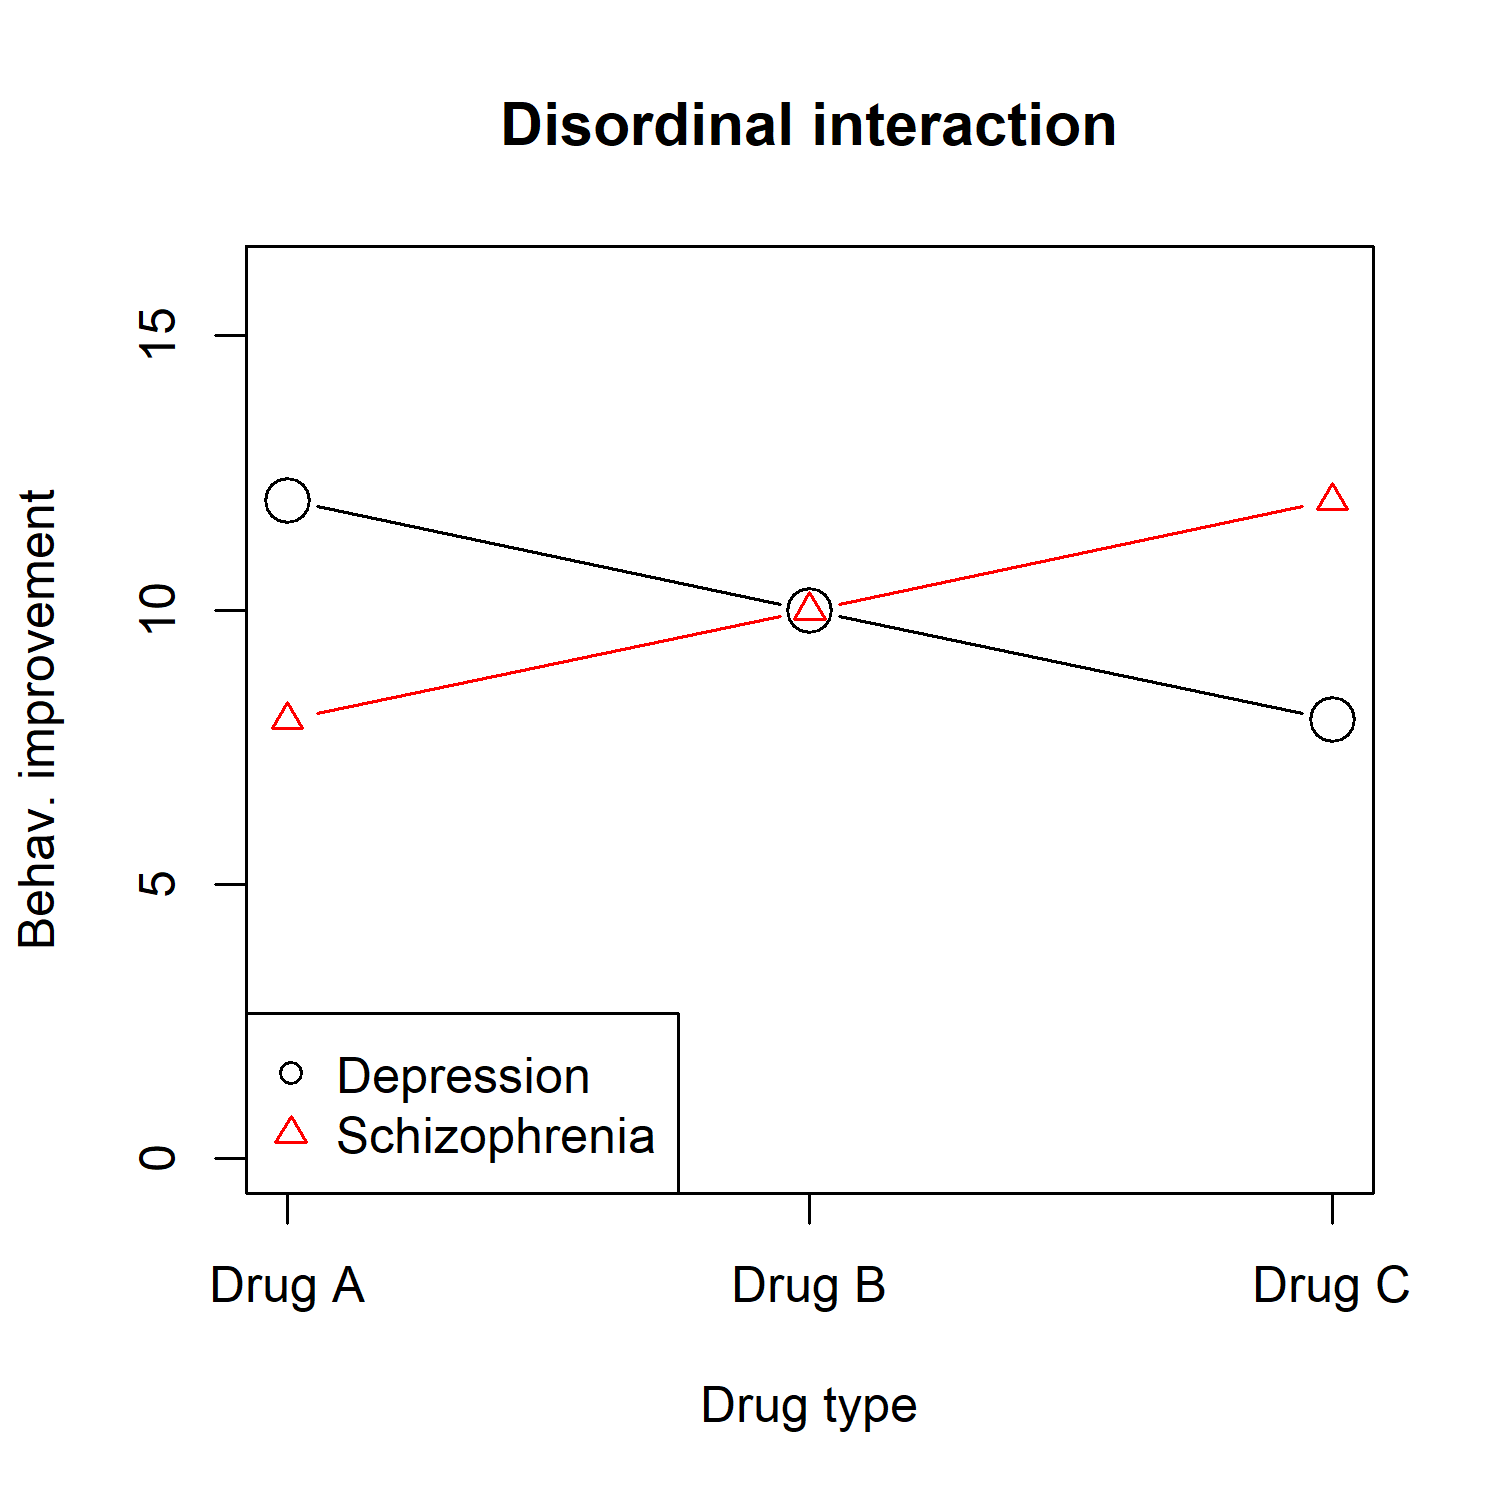 Disordinal interaction
Behav. improvement
15
10
5
0
Depression
Schizophrenia
Drug A
Drug B
Drug C
Drug type